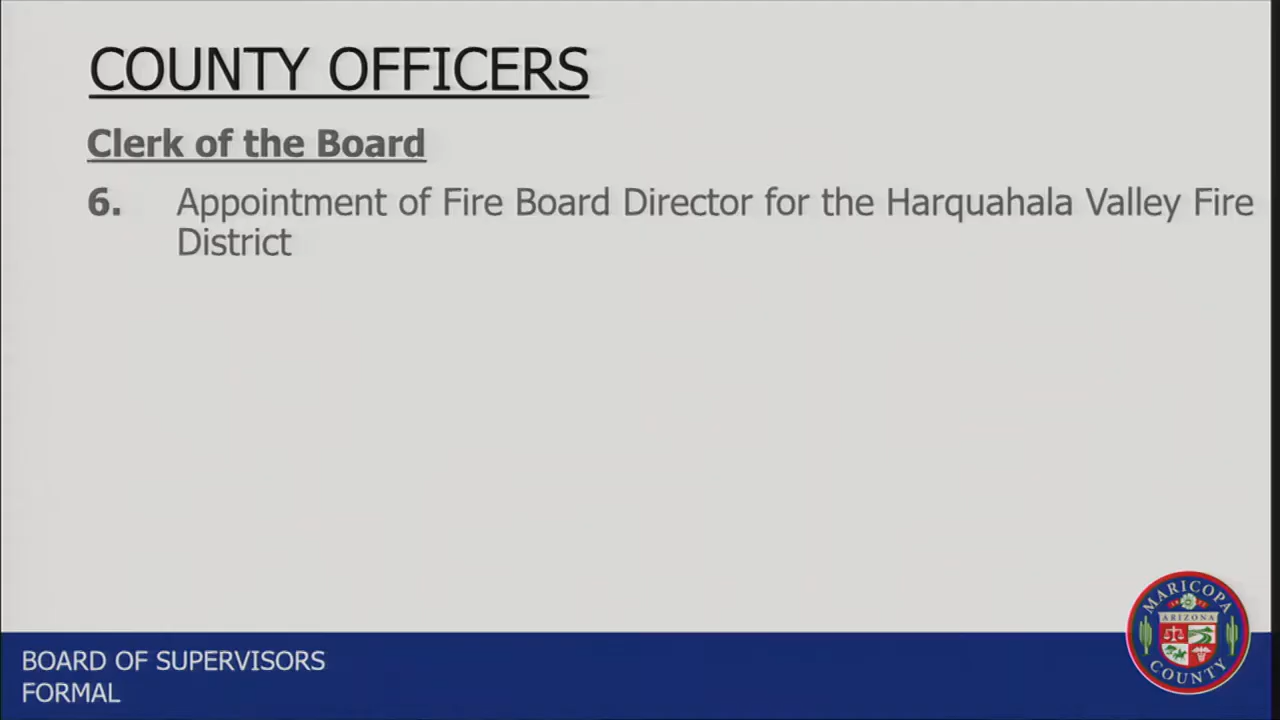 COUNTY OFFICERS
Clerk of the Board
6. Appointment of Fire Board Director for the Harquahala Valley Fire
District
BOARD OF SUPERVISORS
FORMAL
MARICOPA
ARIZONA
COUNTY